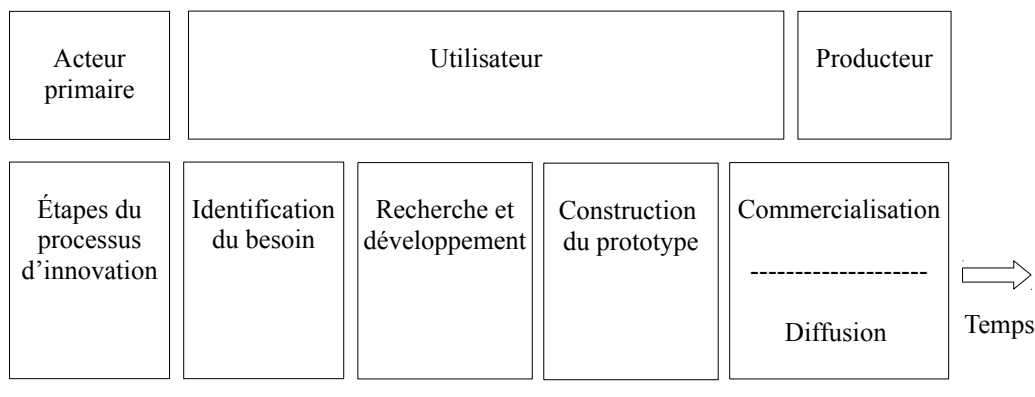 Acteur
primaire
Utilisateur
Producteur
Étapes du
processus
d’innovation
Identification
du besoin
Recherche et
développement
Construction
du prototype
Commercialisation
--------------------
Diffusion
Temps